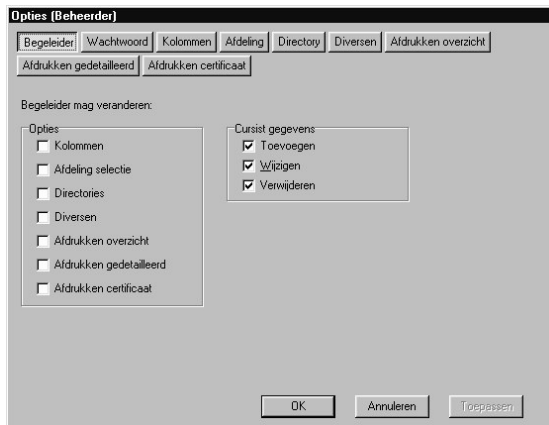 Opties (Beheerder)
Begeleider Wachtwoord Kolommen Afdeling Directory Diversen Afdrukken overzicht
Afdrukken gedetailleerd Afdrukken certificaat
Begeleider mag veranderen:
Opties
Kolommen
Afdeling selectie
Directories
Diversen
Afdrukken overzicht
Afdrukken gedetailleerd
Afdrukken certificaat
Cursist gegevens
Toevoegen
Wijzigen
Verwijderen
OK Annuleren Toepassen